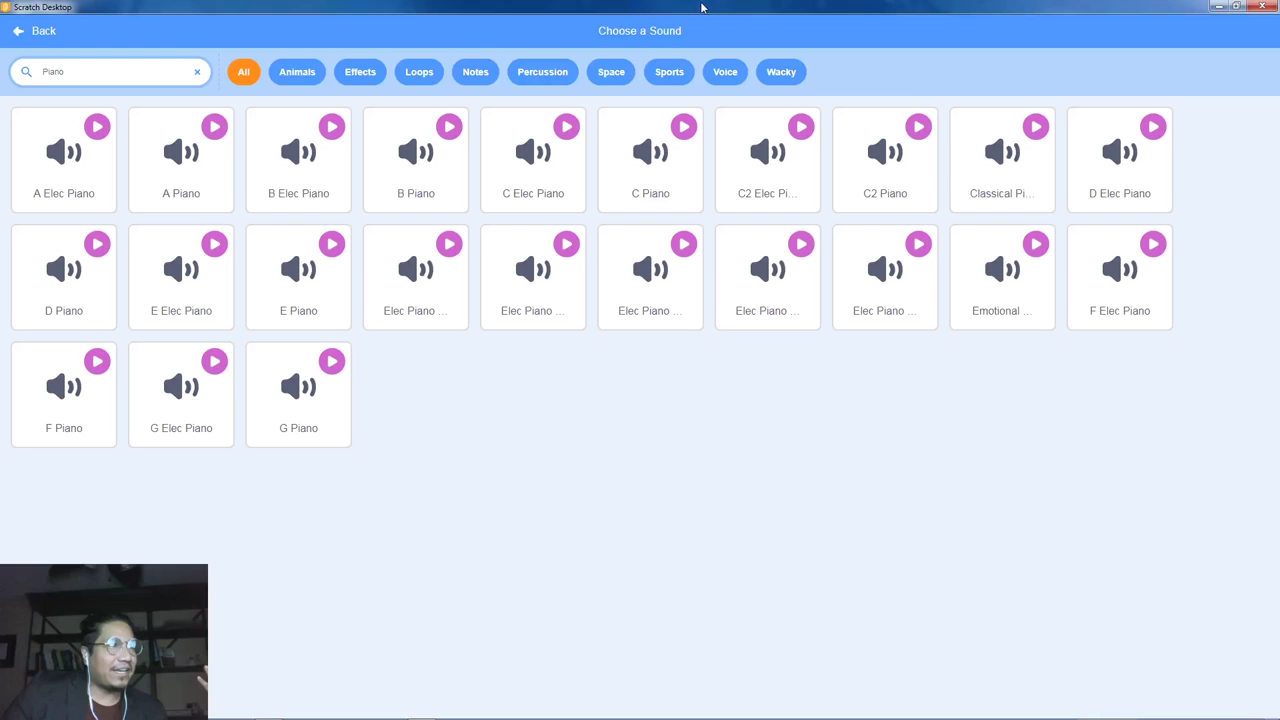 Scratch Desktop
Back
Choose a Sound
Piano
All
Animals
Effects
Loops
Notes
Percussion
Space
Sports
Voice
Wacky
A Elec Piano
A Piano
B Elec Piano
B Piano
C Elec Piano
C Piano
C2 Elec Pi...
C2 Piano
Classical Pi...
D Elec Piano
D Piano
E Elec Piano
E Piano
Elec Piano ...
Elec Piano ...
Elec Piano ...
Elec Piano ...
Elec Piano ...
Emotional ...
F Elec Piano
F Piano
G Elec Piano
G Piano